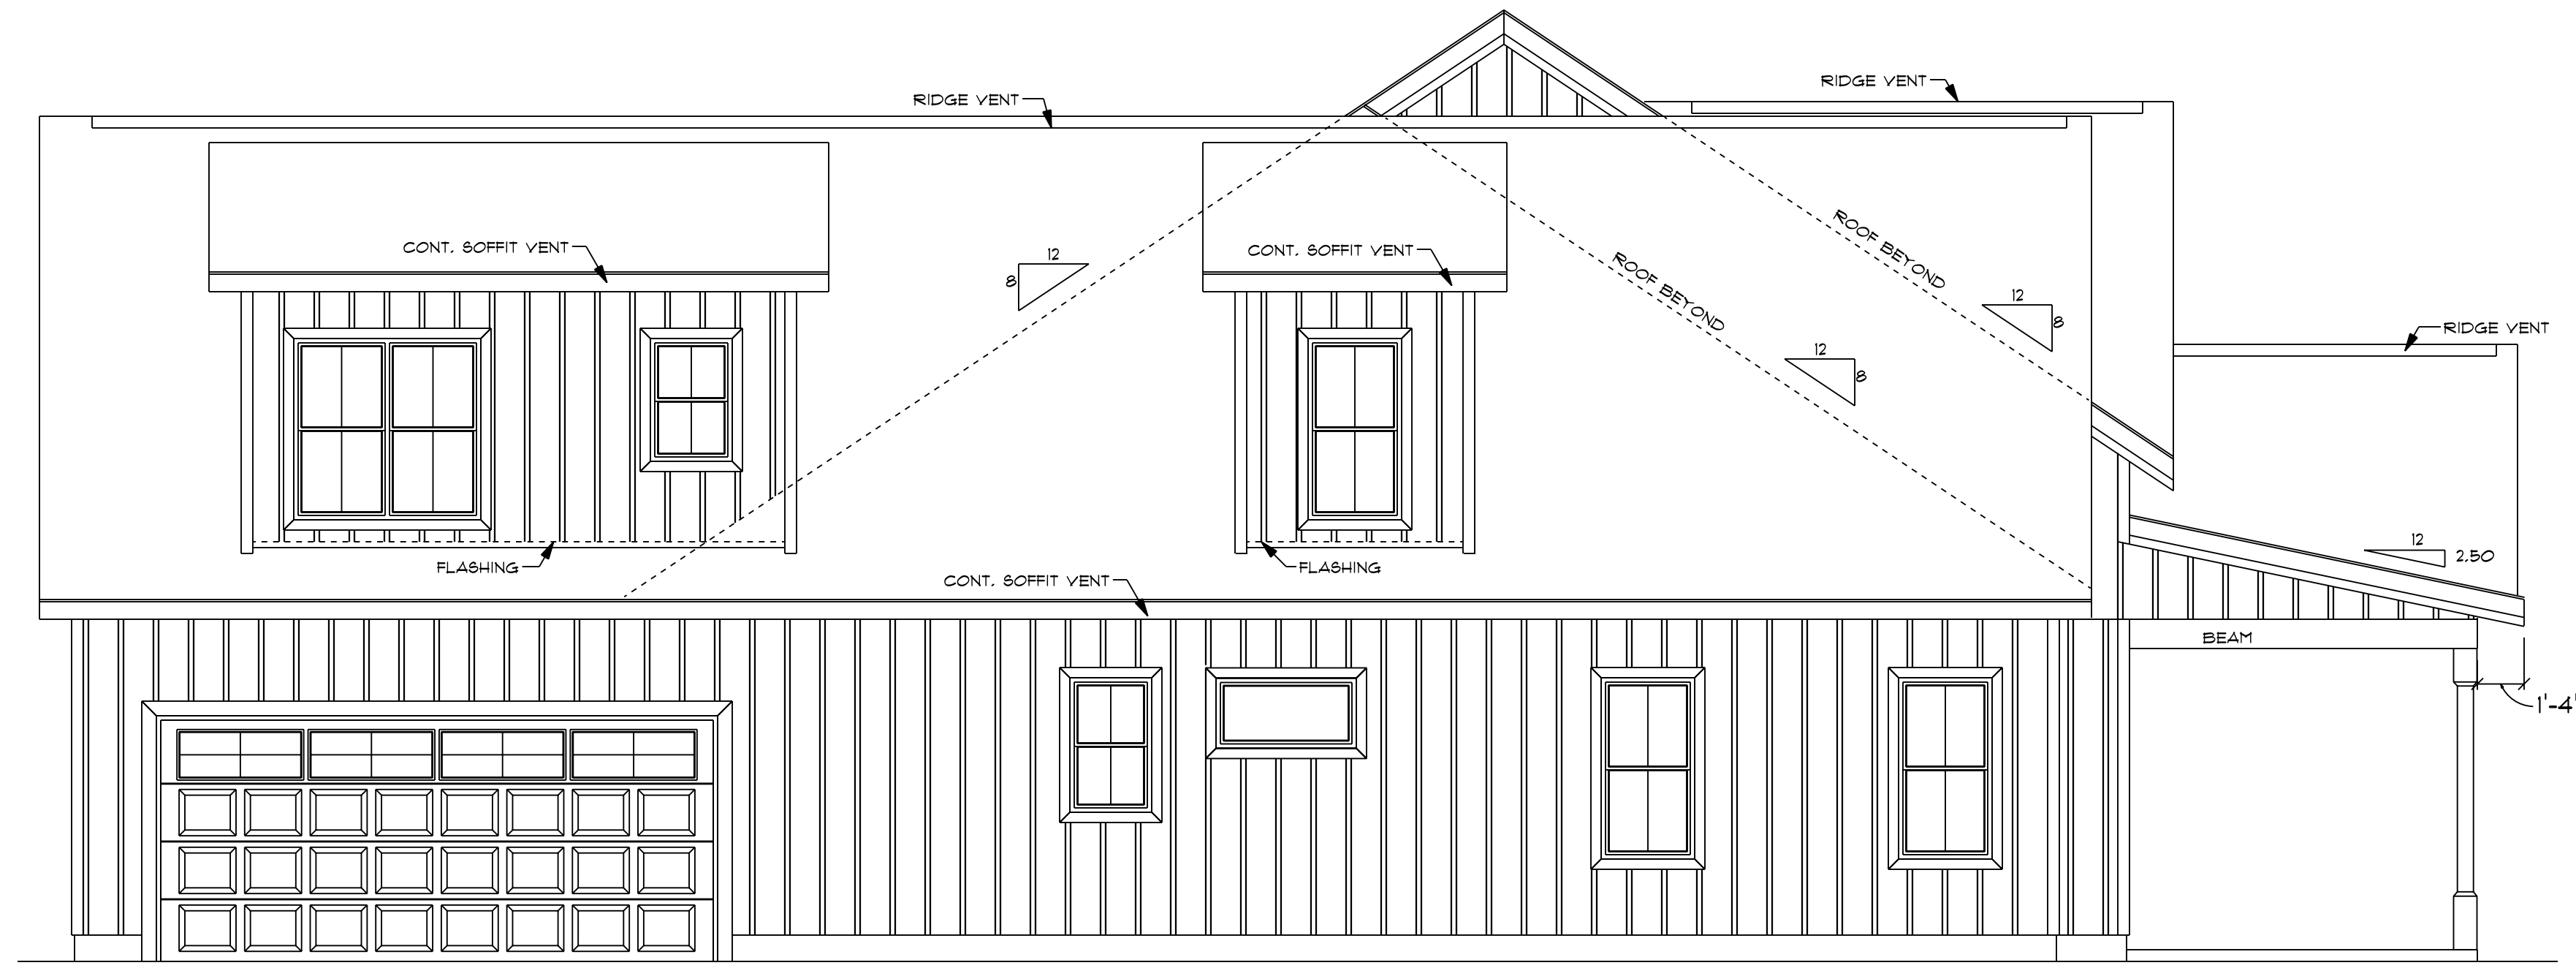 RIDGE VENT
RIDGE VENT
CONT. SOFFIT VENT
CONT. SOFFIT VENT
12
8
ROOF BEYOND
ROOF BEYOND
12
8
12
8
RIDGE VENT
12
2.50
FLASHING
FLASHING
CONT. SOFFIT VENT
BEAM
1'-4"